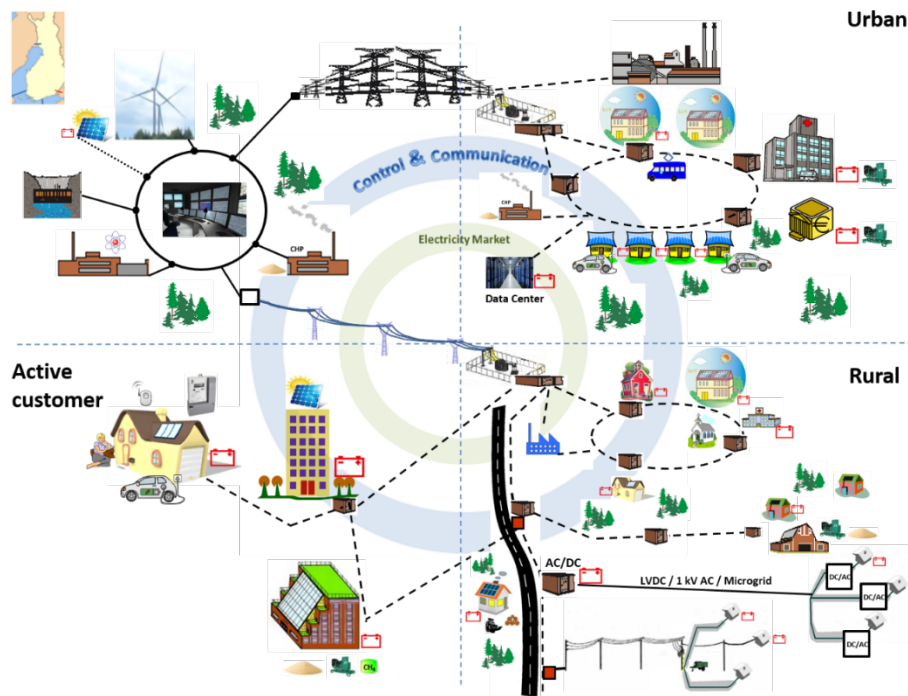 Urban
Control & Communication
CHP
CHP
Electricity Market
Data Center
Active
customer
Rural
AC/DC
LVDC / 1 kV AC / Microgrid
DC/AC
DC/AC
DC/AC
CH4